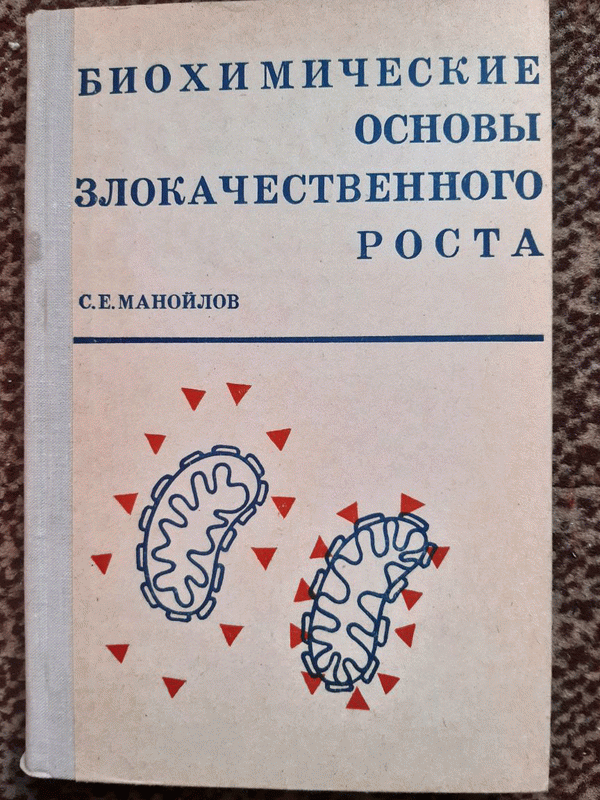 БИОХИМИЧЕСКИЕ
ОСНОВЫ
ЗЛОКАЧЕСТВЕННОГО
РОСТА
С.Е.МАНОЙЛОВ